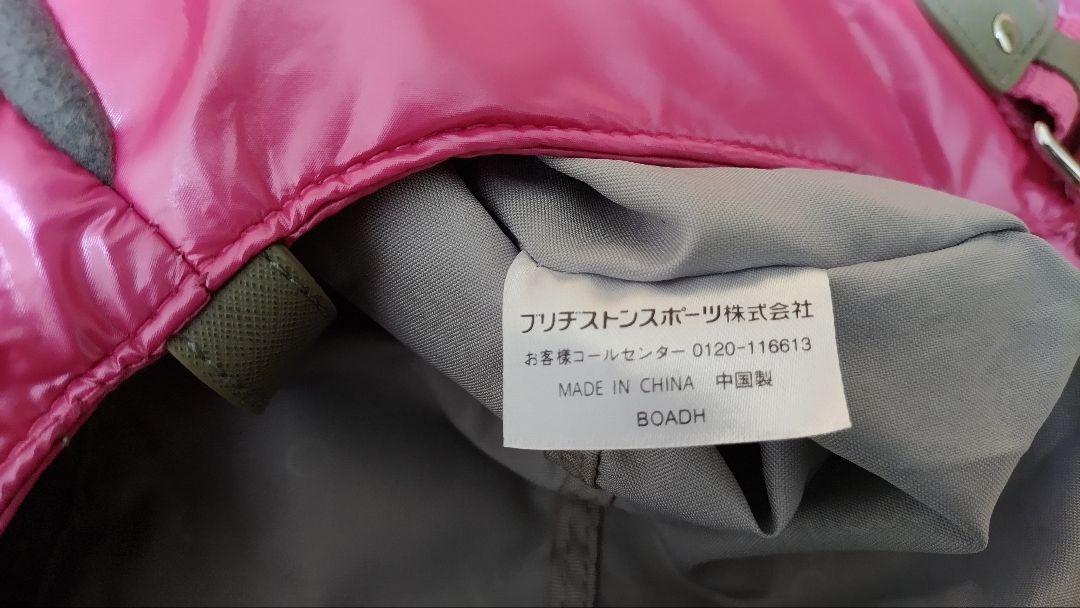 ブリヂストンスポーツ株式会社
お客様コールセンター 0120-116613
MADE IN CHINA 中国製
BOADH